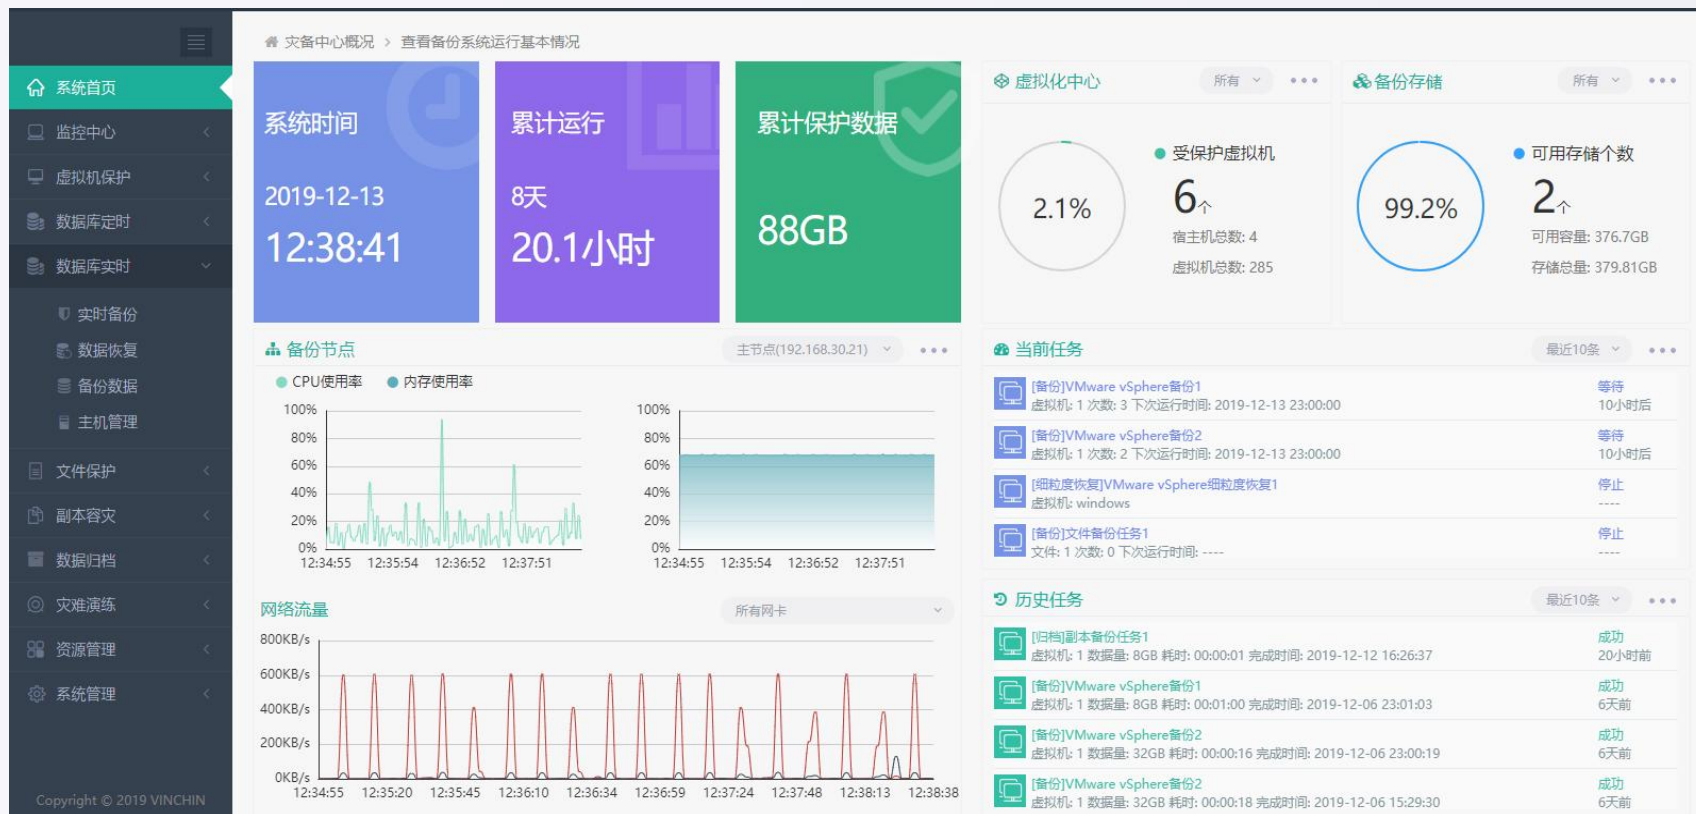 灾备中心概况 > 查看备份系统运行基本情况
系统首页
监控中心
虚拟机保护
数据库定时
数据库实时
实时备份
数据恢复
备份数据
主机管理
文件保护
副本容灾
数据归档
灾难演练
资源管理
系统管理
Copyright © 2019 VINCHIN
系统时间
2019-12-13
12:38:41
累计运行
8天
20.1小时
累计保护数据
88GB
虚拟化中心
所有
2.1%
受保护虚拟机
6个
宿主机总数: 4
虚拟机总数: 285
备份存储
所有
99.2%
可用存储个数
2个
可用容量: 376.7GB
存储总量: 379.81GB
备份节点
主节点(192.168.30.21)
CPU使用率 内存使用率
100%
80%
60%
40%
20%
0%
12:34:55 12:35:54 12:36:52 12:37:51
100%
80%
60%
40%
20%
0%
12:34:55 12:35:54 12:36:52 12:37:51
网络流量
所有网卡
800KB/s
600KB/s
400KB/s
200KB/s
0KB/s
12:34:55 12:35:20 12:35:45 12:36:10 12:36:34 12:36:59 12:37:24 12:37:48 12:38:13 12:38:38
当前任务
最近10条
[备份]VMware vSphere备份1 等待
虚拟机: 1 次数: 3 下次运行时间: 2019-12-13 23:00:00 10小时后
[备份]VMware vSphere备份2 等待
虚拟机: 1 次数: 2 下次运行时间: 2019-12-13 23:00:00 10小时后
[细粒度恢复]VMware vSphere细粒度恢复1 停止
虚拟机: windows ----
[备份]文件备份任务1 停止
文件: 1 次数: 0 下次运行时间: ---- ----
历史任务
最近10条
[归档]副本备份任务1 成功
虚拟机: 1 数据量: 8GB 耗时: 00:00:01 完成时间: 2019-12-12 16:26:37 20小时前
[备份]VMware vSphere备份1 成功
虚拟机: 1 数据量: 8GB 耗时: 00:01:00 完成时间: 2019-12-06 23:01:03 6天前
[备份]VMware vSphere备份2 成功
虚拟机: 1 数据量: 32GB 耗时: 00:00:16 完成时间: 2019-12-06 23:00:19 6天前
[备份]VMware vSphere备份2 成功
虚拟机: 1 数据量: 32GB 耗时: 00:00:18 完成时间: 2019-12-06 15:29:30 6天前